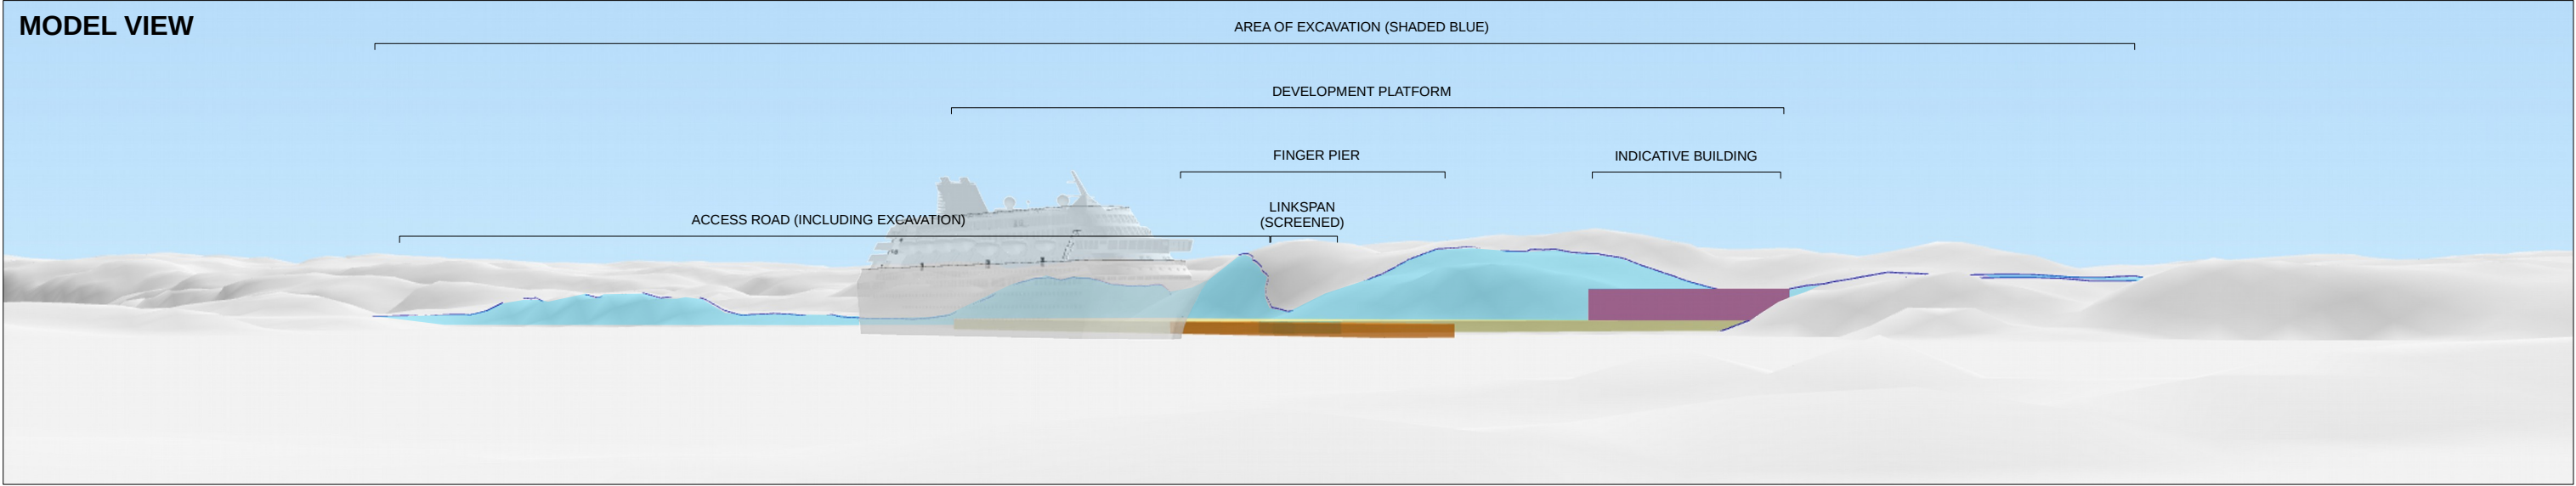 MODEL VIEW
AREA OF EXCAVATION (SHADED BLUE)
DEVELOPMENT PLATFORM
FINGER PIER
INDICATIVE BUILDING
LINKSPAN
(SCREENED)
ACCESS ROAD (INCLUDING EXCAVATION)